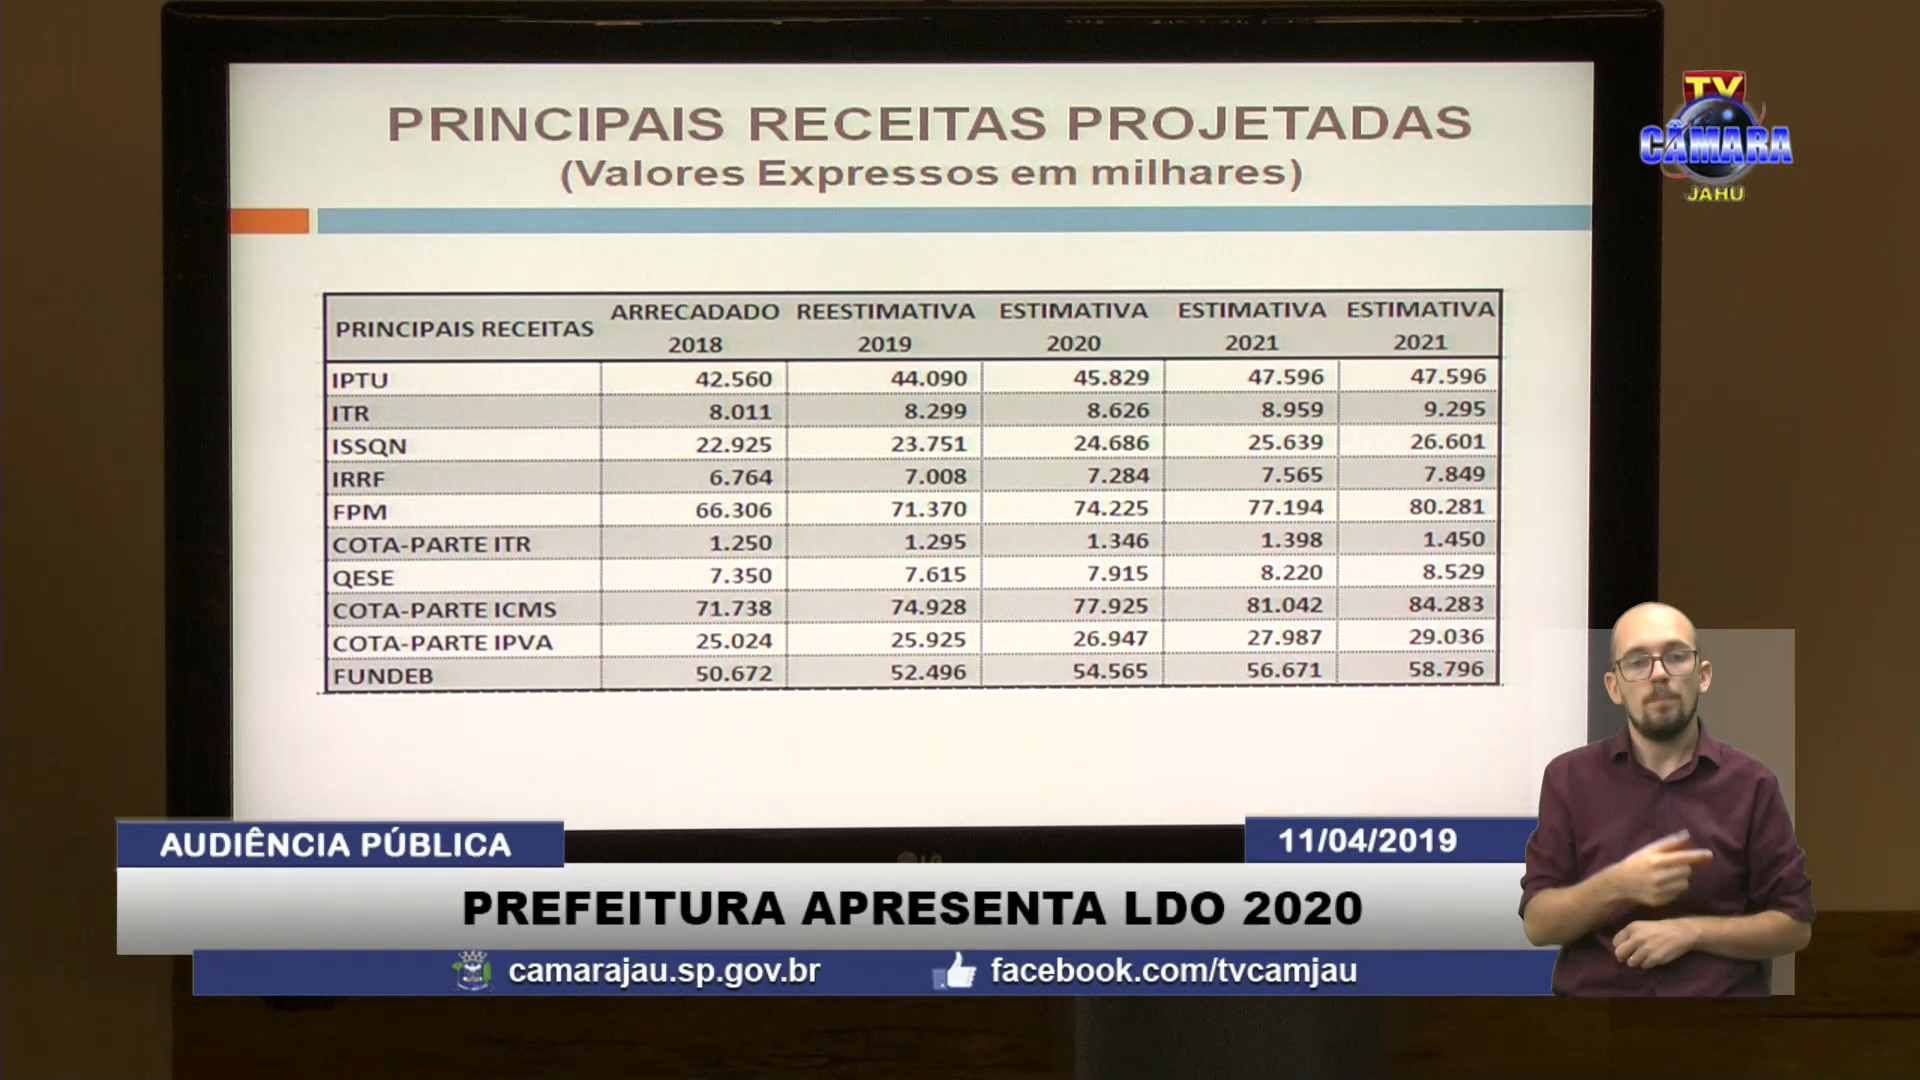 PRINCIPAIS RECEITAS PROJETADAS
(Valores Expressos em milhares)
TV
CÂMARA
JAHU
PRINCIPAIS RECEITAS ARRECADADO 2018 REESTIMATIVA 2019 ESTIMATIVA 2020 ESTIMATIVA 2021 ESTIMATIVA 2021
IPTU 42.560 44.090 45.829 47.596 47.596
ITR 8.011 8.299 8.626 8.959 9.295
ISSQN 22.925 23.751 24.686 25.639 26.601
IRRF 6.764 7.008 7.284 7.565 7.849
FPM 66.306 71.370 74.225 77.194 80.281
COTA-PARTE ITR 1.250 1.295 1.346 1.398 1.450
QESE 7.350 7.615 7.915 8.220 8.529
COTA-PARTE ICMS 71.738 74.928 77.925 81.042 84.283
COTA-PARTE IPVA 25.024 25.925 26.947 27.987 29.036
FUNDEB 50.672 52.496 54.565 56.671 58.796
LG
AUDIÊNCIA PÚBLICA
11/04/2019
PREFEITURA APRESENTA LDO 2020
camarajau.sp.gov.br
facebook.com/tvcamjau